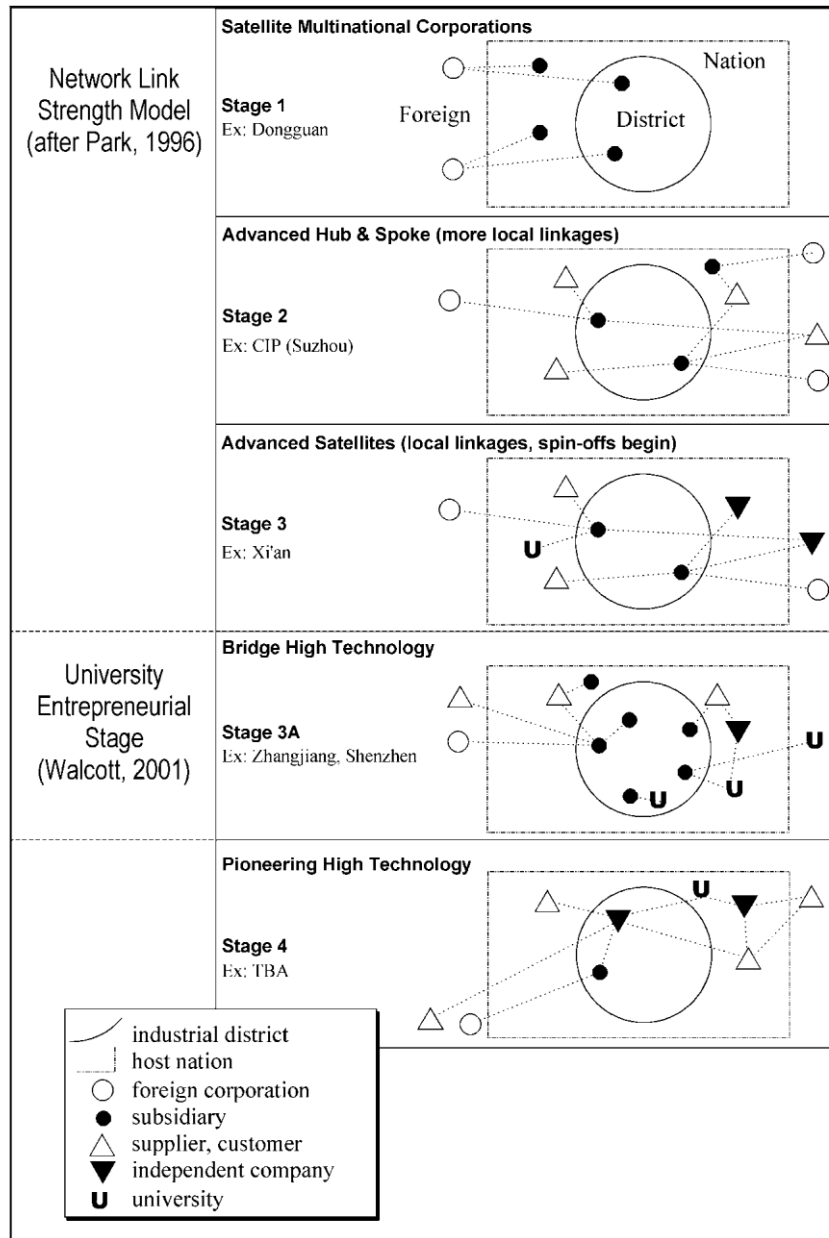 Network Link
Strength Model
(after Park, 1996)
Satellite Multinational Corporations
Stage 1
Ex: Dongguan
Foreign
Nation
District
Advanced Hub & Spoke (more local linkages)
Stage 2
Ex: CIP (Suzhou)
Advanced Satellites (local linkages, spin-offs begin)
Stage 3
Ex: Xi'an
U
University
Entrepreneurial
Stage
(Walcott, 2001)
Bridge High Technology
Stage 3A
Ex: Zhangjiang, Shenzhen
U
U
U
Pioneering High Technology
Stage 4
Ex: TBA
U
industrial district
host nation
foreign corporation
subsidiary
supplier, customer
independent company
U university